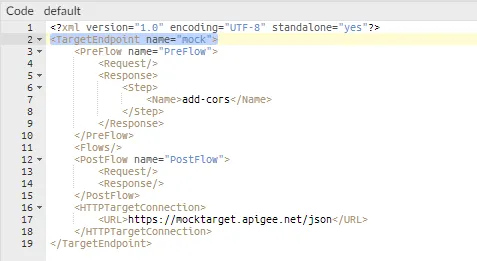 Code default
1 <?xml version="1.0" encoding="UTF-8" standalone="yes"?>
2 <TargetEndpoint name="mock">
3 <PreFlow name="PreFlow">
4 <Request/>
5 <Response>
6 <Step>
7 <Name>add-cors</Name>
8 </Step>
9 </Response>
10 </PreFlow>
11 <Flows/>
12 <PostFlow name="PostFlow">
13 <Request/>
14 <Response/>
15 </PostFlow>
16 <HTTPTargetConnection>
17 <URL>https://mocktarget.apigee.net/json</URL>
18 </HTTPTargetConnection>
19 </TargetEndpoint>